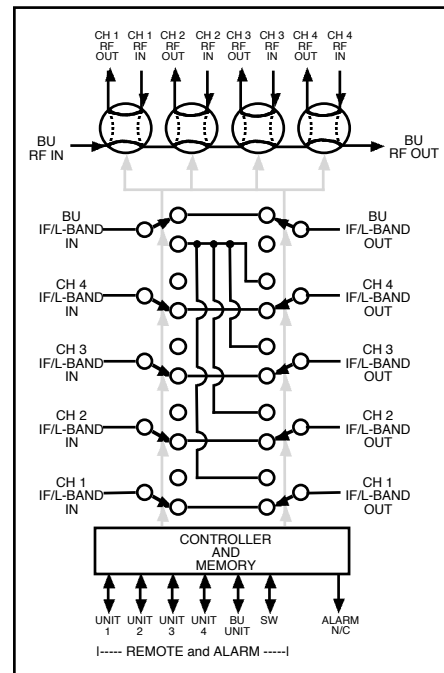 CH 1 RF OUT
CH 1 RF IN
CH 2 RF OUT
CH 2 RF IN
CH 3 RF OUT
CH 3 RF IN
CH 4 RF OUT
CH 4 RF IN
BU
RF IN
BU
RF OUT
BU
IF/L-BAND
IN
BU
IF/L-BAND
OUT
CH 4
IF/L-BAND
IN
CH 4
IF/L-BAND
OUT
CH 3
IF/L-BAND
IN
CH 3
IF/L-BAND
OUT
CH 2
IF/L-BAND
IN
CH 2
IF/L-BAND
OUT
CH 1
IF/L-BAND
IN
CH 1
IF/L-BAND
OUT
CONTROLLER
AND
MEMORY
UNIT 1
UNIT 2
UNIT 3
UNIT 4
BU UNIT
SW
ALARM N/C
I----- REMOTE and ALARM -----I